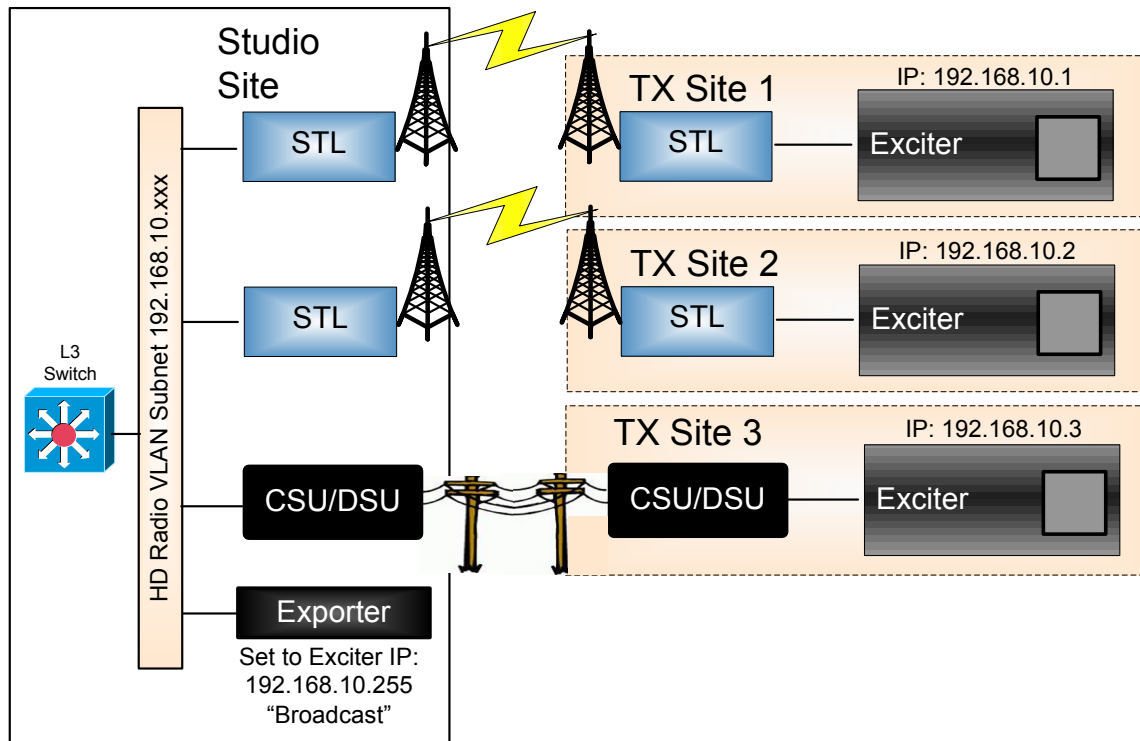 Studio
Site
STL
STL
L3
Switch
HD Radio VLAN Subnet 192.168.10.xxx
CSU/DSU
Exporter
Set to Exciter IP:
192.168.10.255
“Broadcast”
TX Site 1
IP: 192.168.10.1
STL
Exciter
TX Site 2
IP: 192.168.10.2
STL
Exciter
TX Site 3
IP: 192.168.10.3
CSU/DSU
Exciter